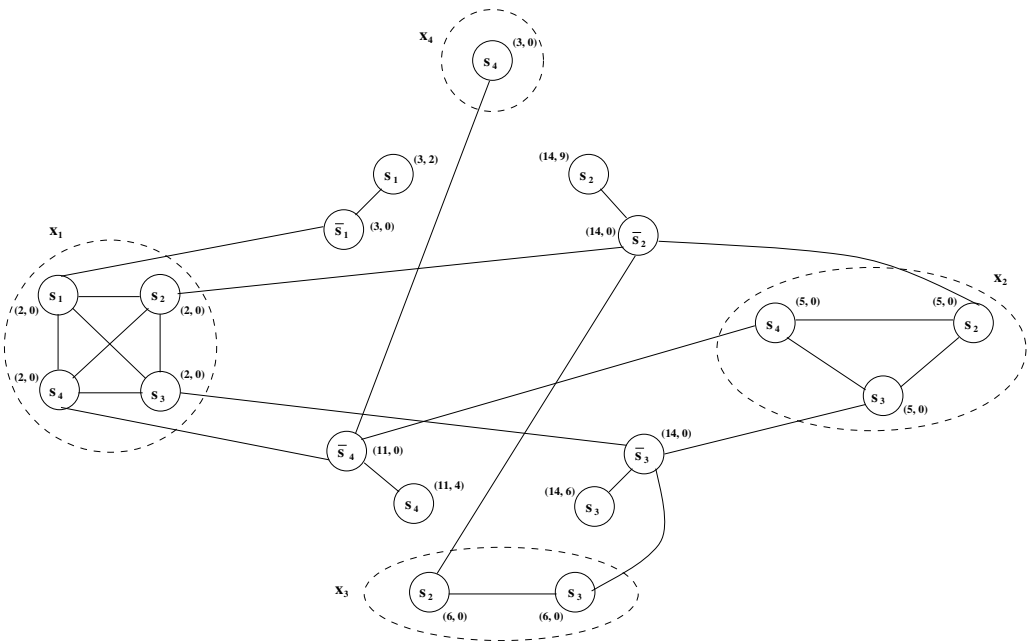 x4
(3, 0)
s4
(3, 2)
s1
(14, 9)
s2
s̅1
(3, 0)
(14, 0)
s̅2
x1
x2
s1
s2
(2, 0)
(2, 0)
(5, 0)
(5, 0)
s4
s2
(2, 0)
(2, 0)
s4
s3
s3
(5, 0)
s̅4
(11, 0)
(14, 0)
s̅3
(11, 4)
s4
(14, 6)
s3
x3
s2
s3
(6, 0)
(6, 0)